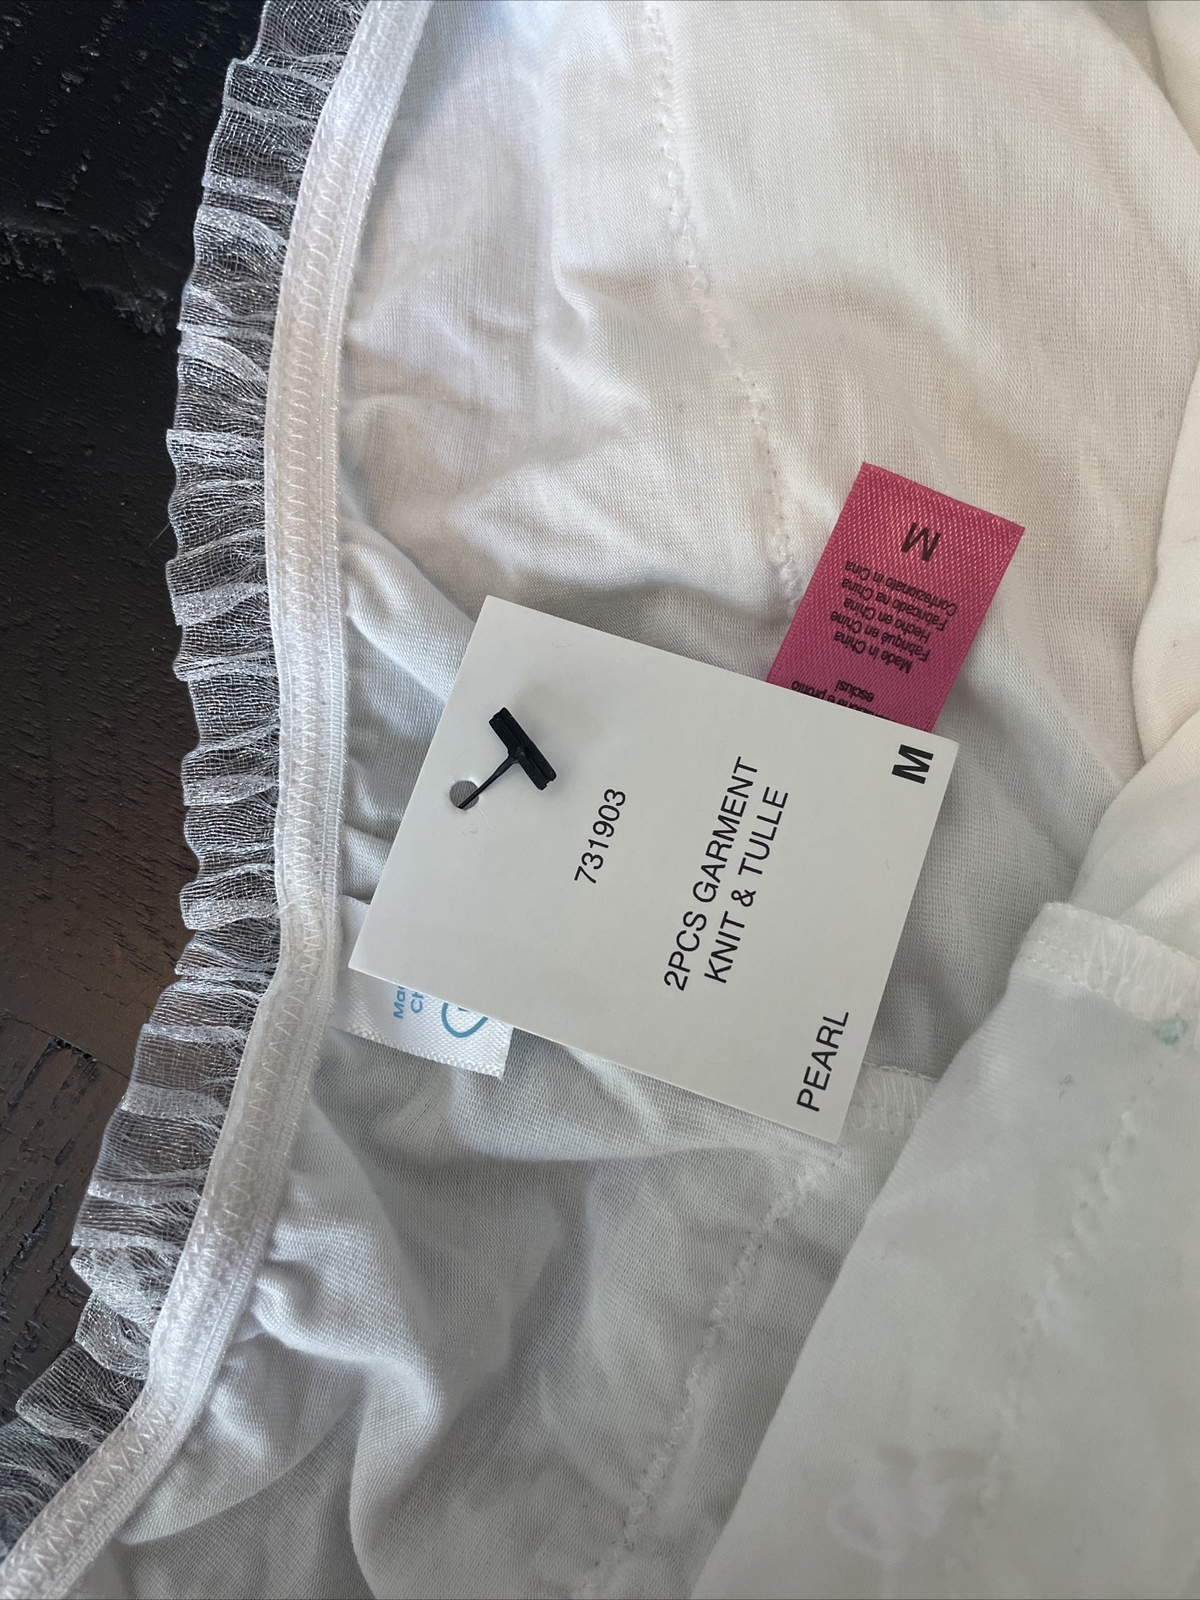 731903
2PCS GARMENT
KNIT & TULLE
PEARL
M
M
Confezionato in Cina
Fabricado na China
Hecho en China
Fabriqué en Chine
Made in China
esclusi